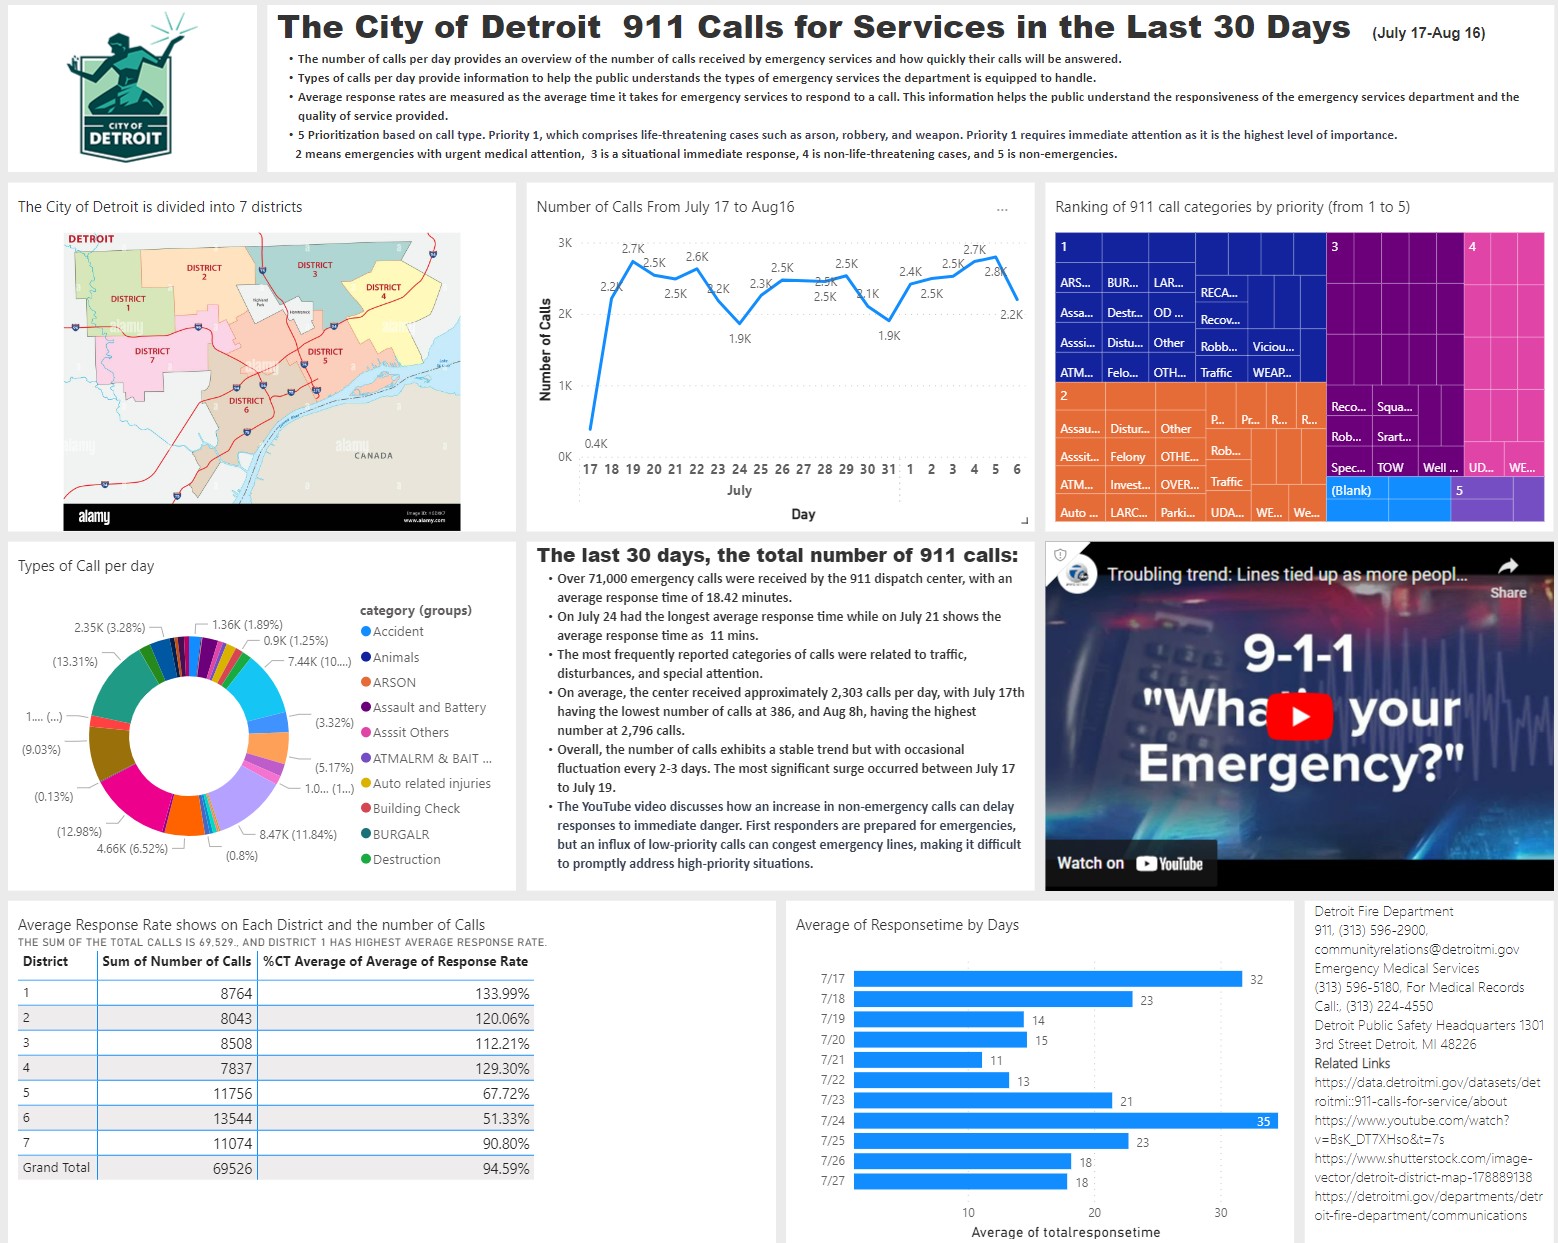 The City of Detroit 911 Calls for Services in the Last 30 Days (July 17-Aug 16)
• The number of calls per day provides an overview of the number of calls received by emergency services and how quickly their calls will be answered.
• Types of calls per day provide information to help the public understands the types of emergency services the department is equipped to handle.
• Average response rates are measured as the average time it takes for emergency services to respond to a call. This information helps the public understand the responsiveness of the emergency services department and the
quality of service provided.
• 5 Prioritization based on call type. Priority 1, which comprises life-threatening cases such as arson, robbery, and weapon. Priority 1 requires immediate attention as it is the highest level of importance.
2 means emergencies with urgent medical attention, 3 is a situational immediate response, 4 is non-life-threatening cases, and 5 is non-emergencies.
CITY OF
DETROIT
The City of Detroit is divided into 7 districts
DETROIT
DISTRICT
1
DISTRICT
2
DISTRICT
3
DISTRICT
4
DISTRICT
5
DISTRICT
6
DISTRICT
7
CANADA
alamy
www.alamy.com
Number of Calls From July 17 to Aug16
...
Number of Calls
3K
2K
1K
0K
0.4K
2.2K
2.7K
2.5K
2.5K
2.6K
2.2K
1.9K
2.3K
2.5K
2.5K
2.5K
2.5K
2.1K
1.9K
2.4K
2.5K
2.5K
2.7K
2.8K
2.2K
17 18 19 20 21 22 23 24 25 26 27 28 29 30 31 1 2 3 4 5 6
July
Day
Ranking of 911 call categories by priority (from 1 to 5)
1
ARS... BUR... LAR... RECA...
Assa... Destr... OD ... Recov...
Asssi... Distu... Other Robb... Viciou...
ATM... Felo... OTH... Traffic WEAP...
2
Assau... Distur... Other P... Pr... R... R...
Asssit... Felony OTHE... Rob...
ATM... Invest... OVER... Traffic
Auto ... LARC... Parki... UDA... WE... We...
3
Reco... Squa...
Rob... Srart...
Spec... TOW Well ...
4
UD... WE...
(Blank)
5
Types of Call per day
1.36K (1.89%)
0.9K (1.25%)
7.44K (10....)
(3.32%)
(5.17%)
1.0... (1...)
8.47K (11.84%)
(0.8%)
4.66K (6.52%)
(12.98%)
(0.13%)
(9.03%)
1.... (...)
(13.31%)
2.35K (3.28%)
category (groups)
Accident
Animals
ARSON
Assault and Battery
Asssit Others
ATMALRM & BAIT ...
Auto related injuries
Building Check
BURGALR
Destruction
The last 30 days, the total number of 911 calls:
• Over 71,000 emergency calls were received by the 911 dispatch center, with an
average response time of 18.42 minutes.
• On July 24 had the longest average response time while on July 21 shows the
average response time as 11 mins.
• The most frequently reported categories of calls were related to traffic,
disturbances, and special attention.
• On average, the center received approximately 2,303 calls per day, with July 17th
having the lowest number of calls at 386, and Aug 8h, having the highest
number at 2,796 calls.
• Overall, the number of calls exhibits a stable trend but with occasional
fluctuation every 2-3 days. The most significant surge occurred between July 17
to July 19.
• The YouTube video discusses how an increase in non-emergency calls can delay
responses to immediate danger. First responders are prepared for emergencies,
but an influx of low-priority calls can congest emergency lines, making it difficult
to promptly address high-priority situations.
Troubling trend: Lines tied up as more peopl...
Share
9-1-1
"What's your
Emergency?"
Watch on YouTube
Average Response Rate shows on Each District and the number of Calls
THE SUM OF THE TOTAL CALLS IS 69,529., AND DISTRICT 1 HAS HIGHEST AVERAGE RESPONSE RATE.
District Sum of Number of Calls %CT Average of Average of Response Rate
1 8764 133.99%
2 8043 120.06%
3 8508 112.21%
4 7837 129.30%
5 11756 67.72%
6 13544 51.33%
7 11074 90.80%
Grand Total 69526 94.59%
Average of Responsetime by Days
7/17 32
7/18 23
7/19 14
7/20 15
7/21 11
7/22 13
7/23 21
7/24 35
7/25 23
7/26 18
7/27 18
10 20 30
Average of totalresponsetime
Detroit Fire Department
911, (313) 596-2900,
communityrelations@detroitmi.gov
Emergency Medical Services
(313) 596-5180, For Medical Records
Call:, (313) 224-4550
Detroit Public Safety Headquarters 1301
3rd Street Detroit, MI 48226
Related Links
https://data.detroitmi.gov/datasets/det
roitmi::911-calls-for-service/about
https://www.youtube.com/watch?
v=BsK_DT7XHso&t=7s
https://www.shutterstock.com/image-
vector/detroit-district-map-178889138
https://detroitmi.gov/departments/detr
oit-fire-department/communications